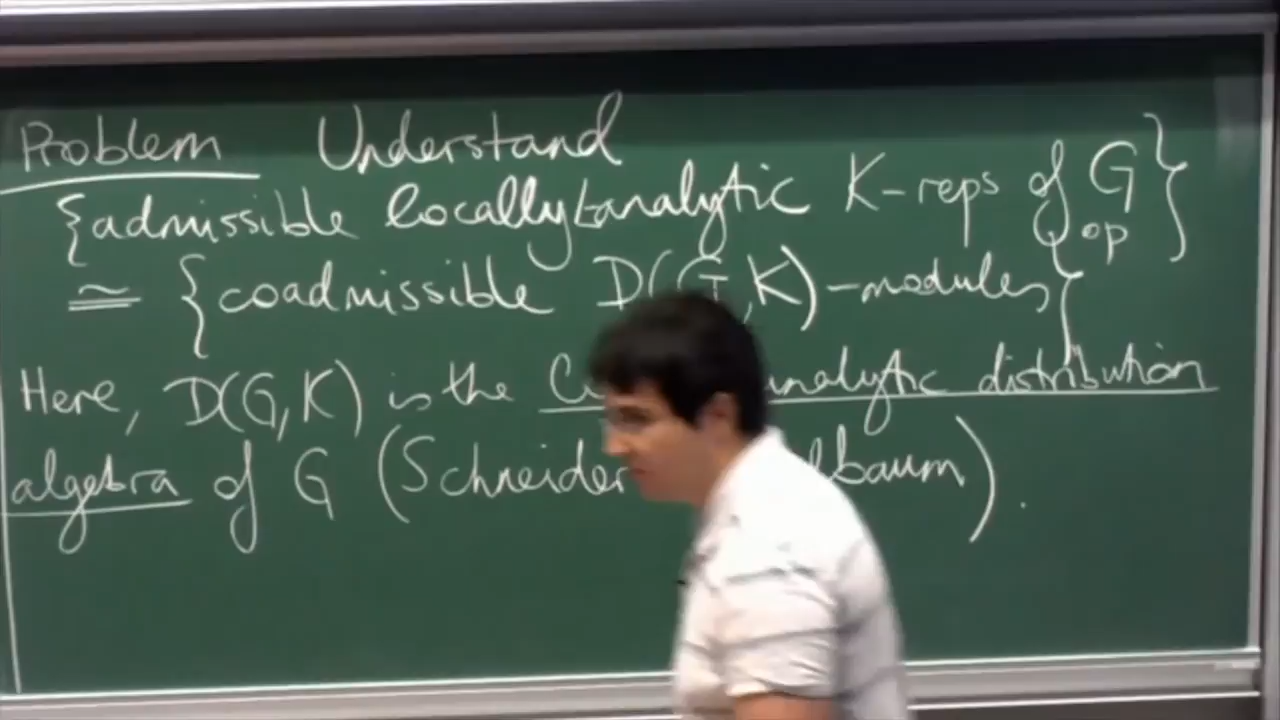 Problem Understand
{admissible locally analytic K-reps of G}
≃ {coadmissible D(G,K)-modules}^op
Here, D(G,K) is the analytic distribution
algebra of G (Schneider ).